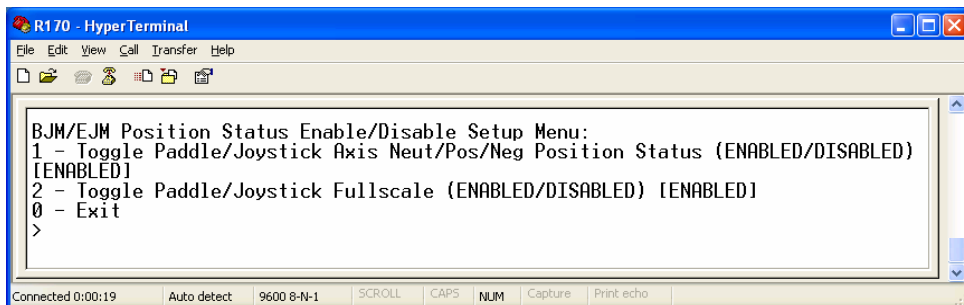 R170 - HyperTerminal
File Edit View Call Transfer Help
BJM/EJM Position Status Enable/Disable Setup Menu:
1 - Toggle Paddle/Joystick Axis Neut/Pos/Neg Position Status (ENABLED/DISABLED)
[ENABLED]
2 - Toggle Paddle/Joystick Fullscale (ENABLED/DISABLED) [ENABLED]
0 - Exit
>
Connected 0:00:19 Auto detect 9600 8-N-1 SCROLL CAPS NUM Capture Print echo